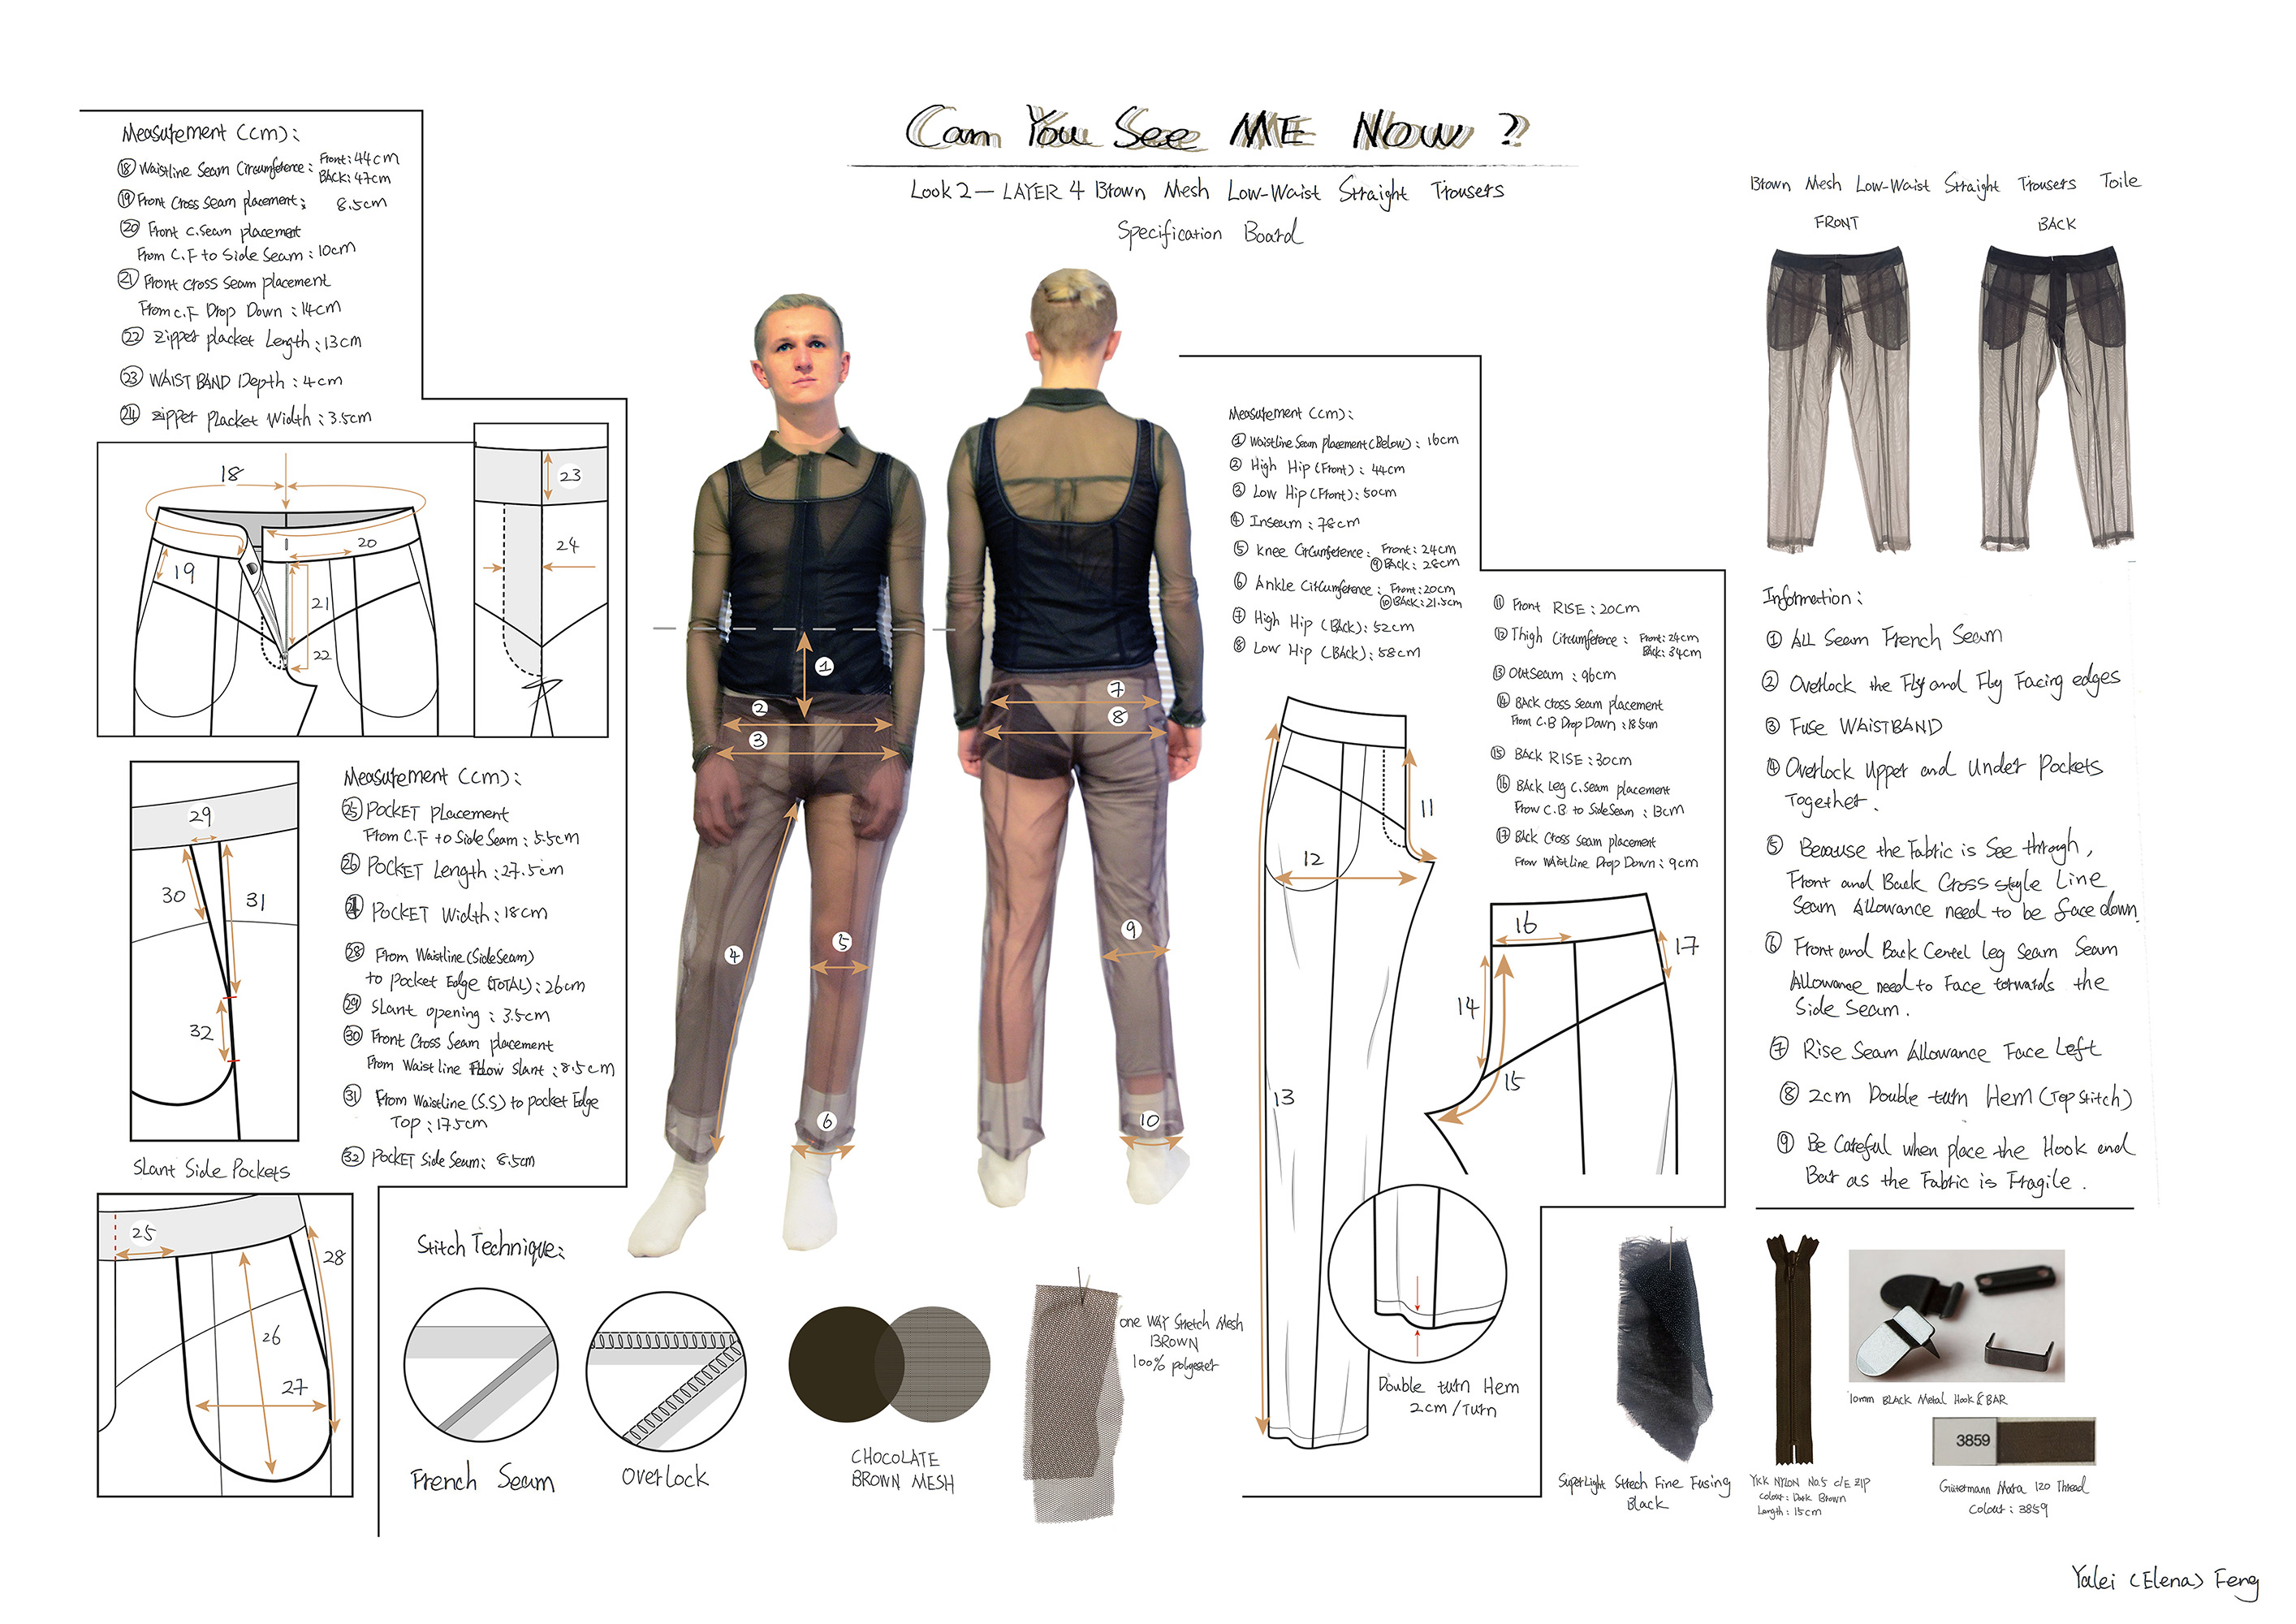 Can You See ME NOW ?
Look 2 — LAYER 4 Brown Mesh Low-Waist Straight Trousers
Specification Board
Measurement (cm):
⑱ Waistline Seam Circumference: Front: 44cm
BACK: 47cm
⑲ Front Cross Seam placement: 8.5cm
⑳ Front C.Seam placement
From C.F to Side Seam: 10cm
㉑ Front Cross Seam placement
From C.F Drop Down: 14cm
㉒ Zipper placket Length: 13cm
㉓ WAIST BAND Depth: 4cm
㉔ Zipper Placket Width: 3.5cm
18
19
20
21
22
23
24
Measurement (cm):
㉕ POCKET Placement
From C.F to Side Seam: 5.5cm
㉖ POCKET Length: 27.5cm
POCKET Width: 18cm
㉘ From Waistline (Side Seam)
to Pocket Edge (TOTAL): 26cm
㉙ Slant opening: 3.5cm
㉚ Front Cross Seam placement
From Waistline Slant: 8.5cm
㉛ From Waistline (S.S) to pocket Edge
Top: 17.5cm
㉜ POCKET Side Seam: 8.5cm
29
30
31
32
Slant Side Pockets
25
26
27
28
Stitch Technique:
French Seam
OVERLOCK
CHOCOLATE
BROWN MESH
one WAY Stretch Mesh
BROWN
100% polyester
1
2
3
4
5
6
7
8
9
10
Measurement (cm):
① Waistline Seam Placement (Below): 16cm
② High Hip (Front): 44cm
③ Low Hip (Front): 50cm
④ Inseam: 78cm
⑤ Knee Circumference: Front: 24cm
⑨ BACK: 28cm
⑥ Ankle Circumference: Front: 20cm
⑩ BACK: 21.5cm
⑦ High Hip (BACK): 52cm
⑧ Low Hip (BACK): 58cm
⑪ Front RISE: 20cm
⑫ Thigh Circumference: Front: 24cm
BACK: 34cm
⑬ OutSeam: 96cm
⑭ BACK Cross Seam placement
From C.B Drop Down: 18.5cm
⑮ BACK RISE: 30cm
⑯ BACK Leg C.Seam placement
From C.B to Side Seam: 13cm
⑰ BACK Cross Seam placement
From Waistline Drop Down: 9cm
11
12
13
14
15
16
17
Double turn Hem
2cm/Turn
Brown Mesh Low-Waist Straight Trousers Toile
FRONT
BACK
Information:
① ALL Seam French Seam
② Overlock the Fly and Fly Facing edges
③ Fuse WAISTBAND
④ Overlock Upper and Under Pockets
Together.
⑤ Because the Fabric is See through,
Front and Back Cross style Line
Seam Allowance need to be face down.
⑥ Front and Back Center leg Seam Seam
Allowance need to Face torwards the
Side Seam.
⑦ Rise Seam Allowance Face Left
⑧ 2cm Double turn Hem (Top Stitch)
⑨ Be Careful when place the Hook and
Bar as the Fabric is Fragile.
SuperLight Strech Fine Fusing
Black
YKK NYLON No.5 C/E ZIP
Colour: Dark Brown
Length: 15cm
10mm BLACK Metal Hook & BAR
3859
Gütermann Mara 120 Thread
Colour: 3859
Yalei (Elena) Feng